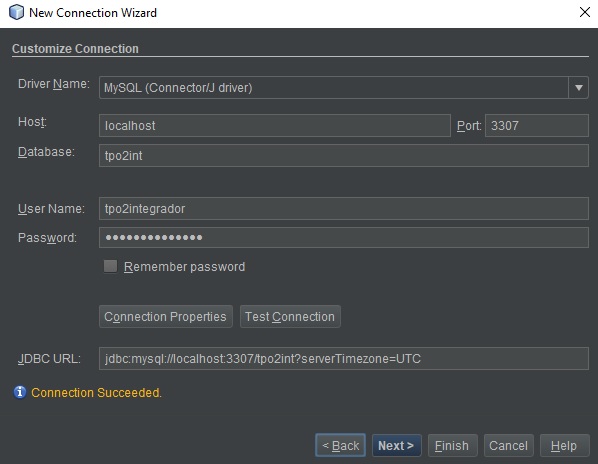 New Connection Wizard
Customize Connection
Driver Name: MySQL (Connector/J driver)
Host: localhost Port: 3307
Database: tpo2int
User Name: tpo2integrador
Password: ●●●●●●●●●●●●●●
Remember password
Connection Properties Test Connection
JDBC URL: jdbc:mysql://localhost:3307/tpo2int?serverTimezone=UTC
Connection Succeeded.
< Back Next > Finish Cancel Help